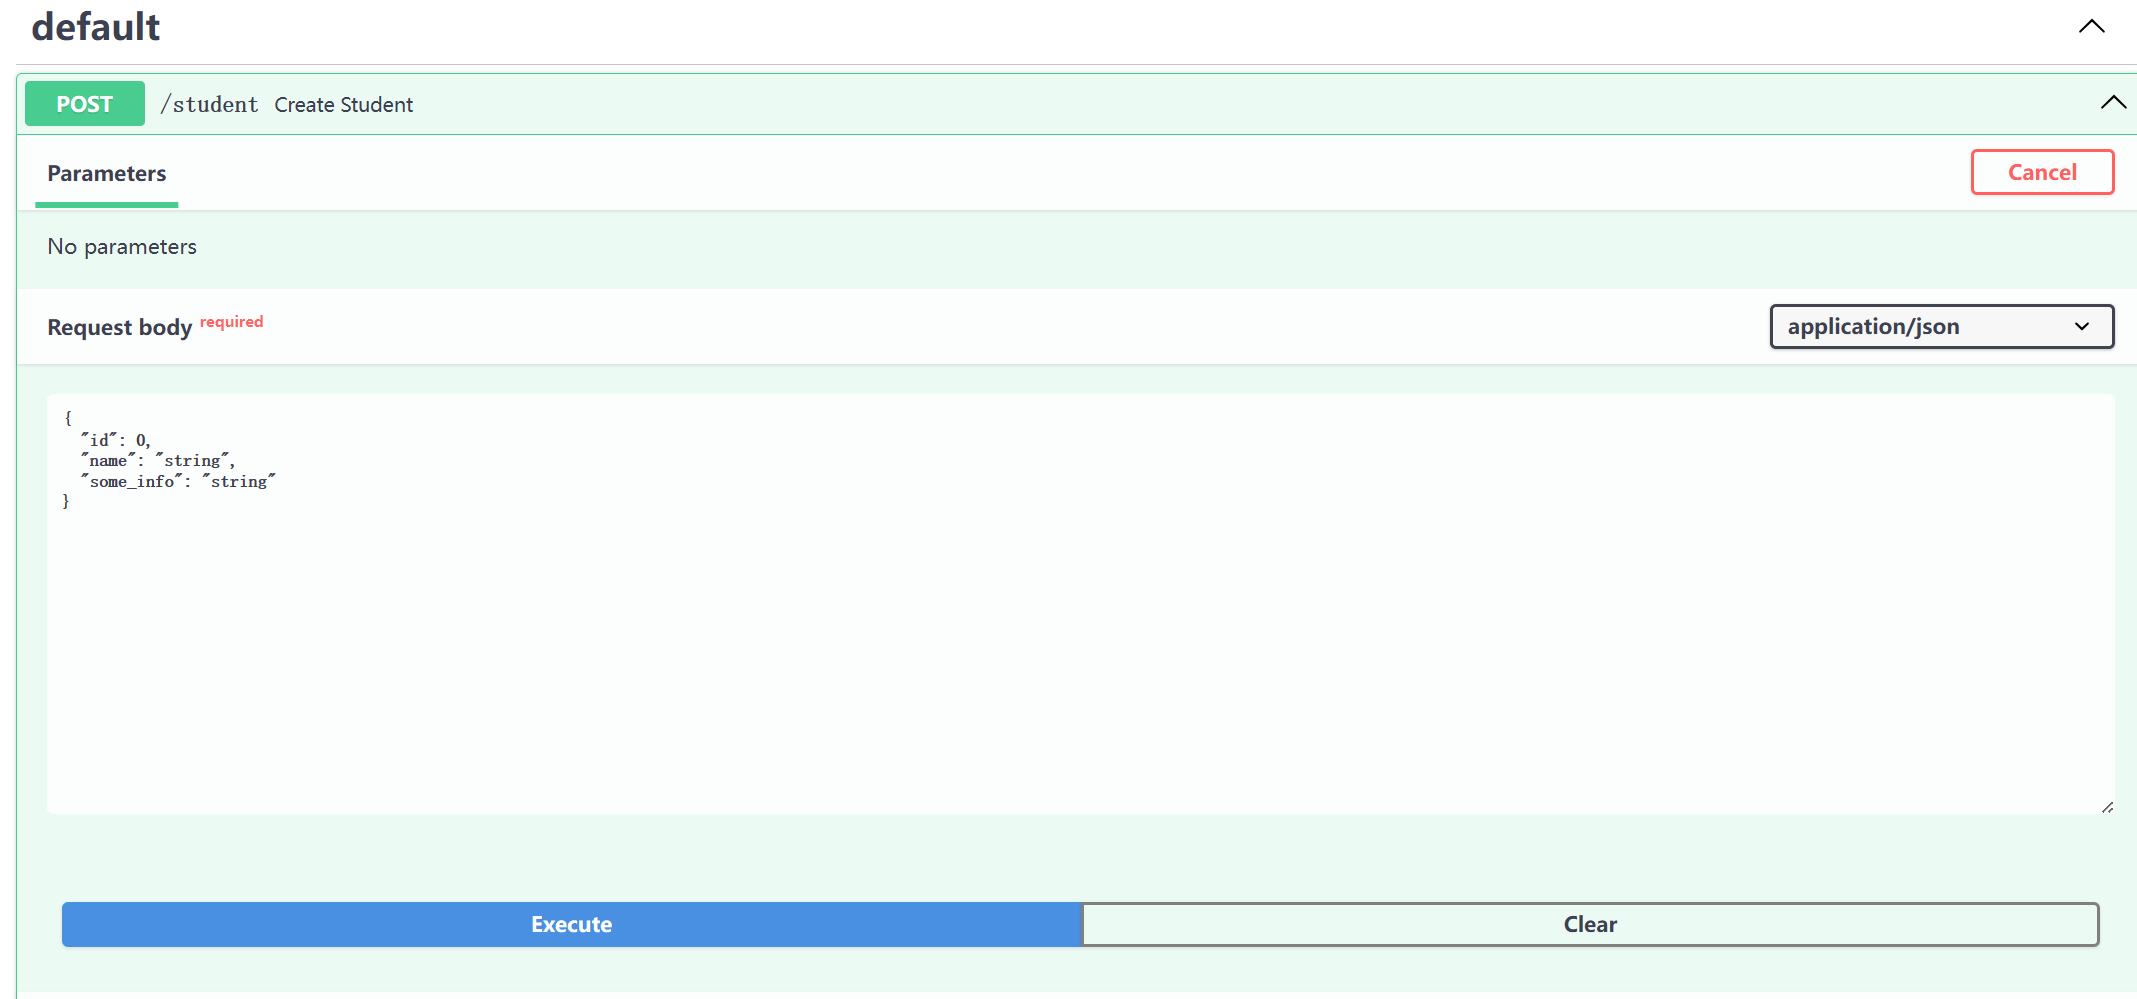 default
POST /student Create Student
Parameters
Cancel
No parameters
Request body required
application/json
{
"id": 0,
"name": "string",
"some_info": "string"
}
Execute
Clear